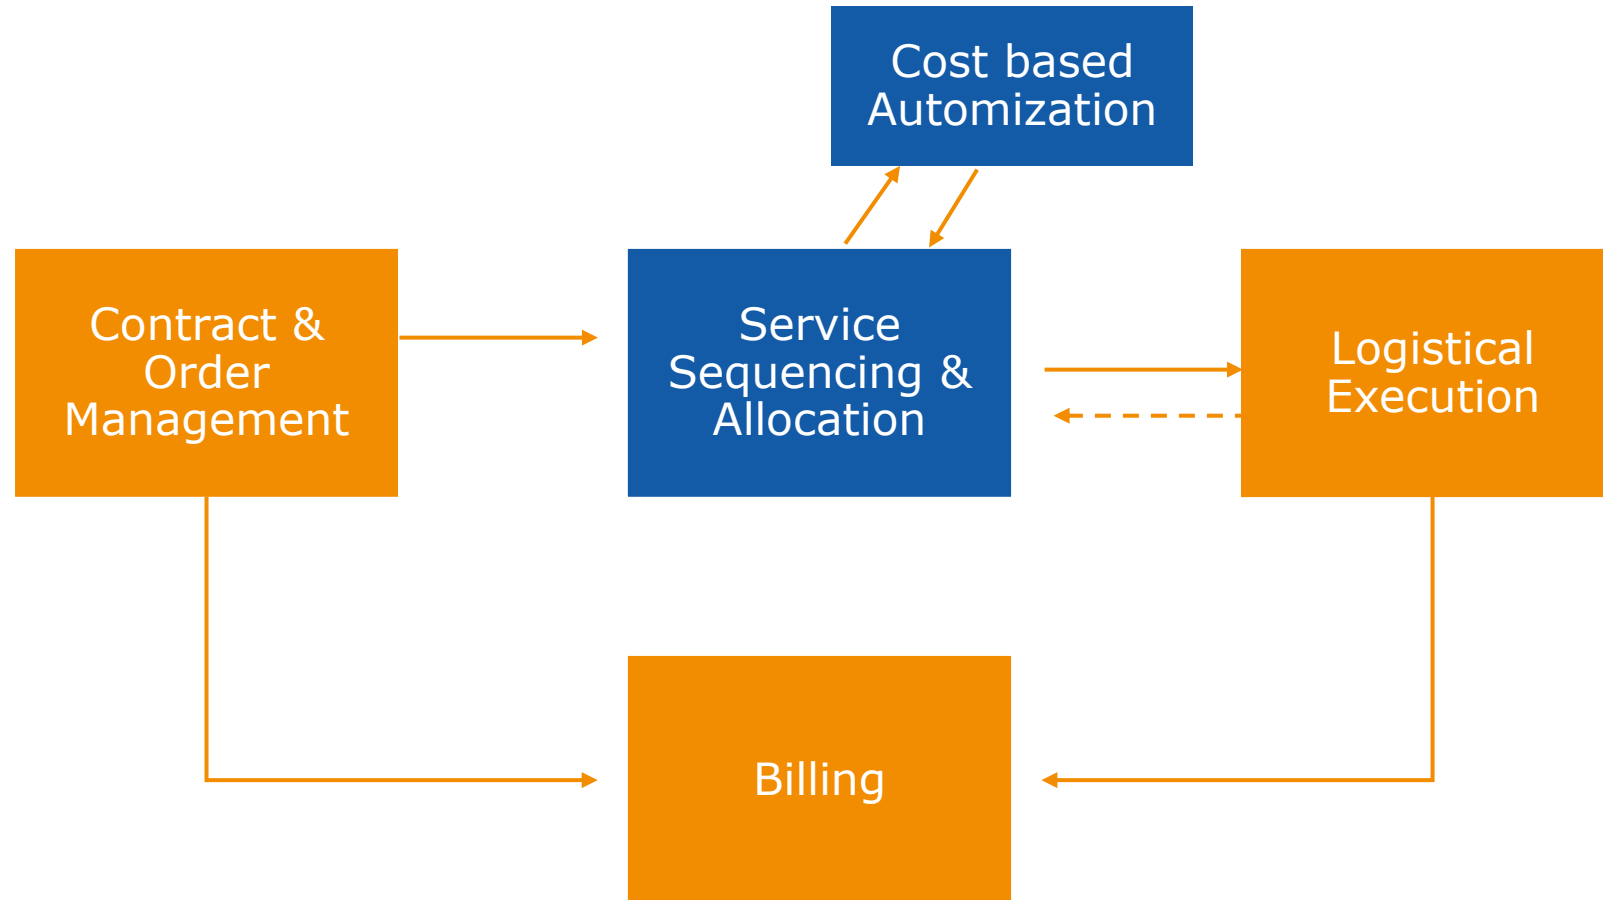 Cost based
Automization
Contract &
Order
Management
Service
Sequencing &
Allocation
Logistical
Execution
Billing